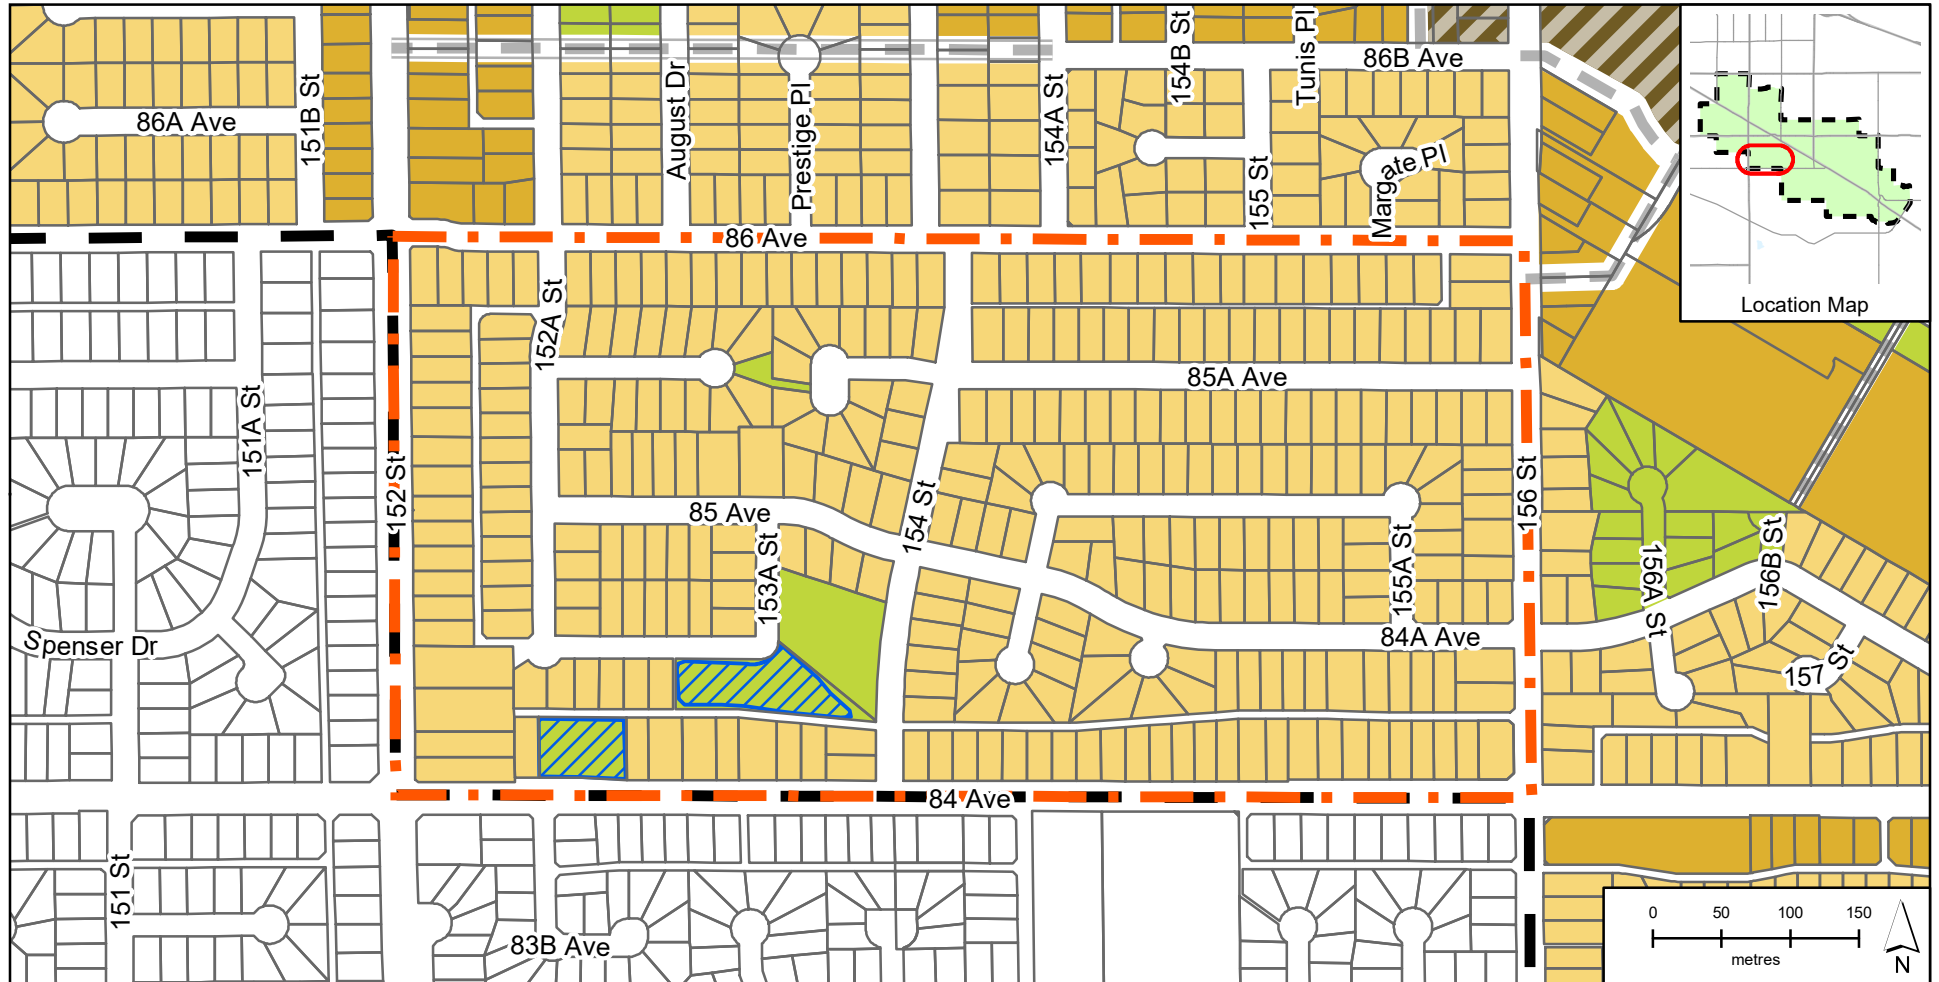 154B St
Tunis Pl
86B Ave
151B St
August Dr
Prestige Pl
154A St
86A Ave
155 St
Margate Pl
86 Ave
Location Map
152A St
85A Ave
151A St
152 St
154 St
156 St
85 Ave
153A St
155A St
156A St
156B St
Spenser Dr
84A Ave
157 St
84 Ave
151 St
83B Ave
0 50 100 150
metres
N